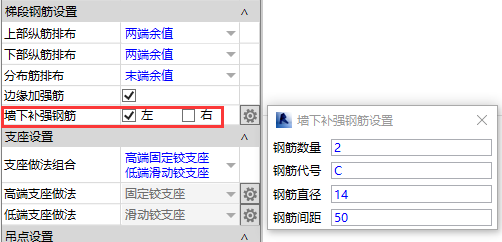 梯段钢筋设置
上部纵筋排布 两端余值
下部纵筋排布 两端余值
分布筋排布 末端余值
边缘加强筋
墙下补强钢筋 左 右
支座设置
支座做法组合 高端固定铰支座
低端滑动铰支座
高端支座做法 固定铰支座
低端支座做法 滑动铰支座
吊点设置
墙下补强钢筋设置
钢筋数量 2
钢筋代号 C
钢筋直径 14
钢筋间距 50